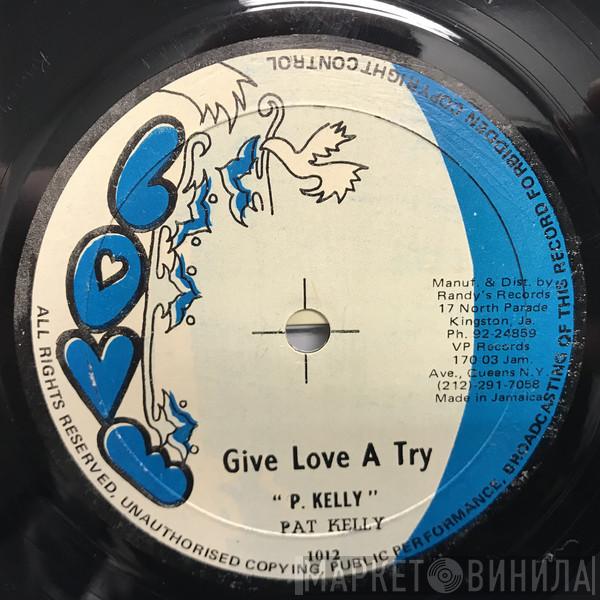 LOVE
Manuf. & Dist. by
Randy's Records
17 North Parade
Kingston, Ja.
Ph. 92-24859
VP Records
170 03 Jam.
Ave., Queens N.Y.
(212)-291-7058
Made in Jamaica
Give Love A Try
" P. KELLY "
PAT KELLY
1012
ALL RIGHTS RESERVED, UNAUTHORISED COPYING, PUBLIC PERFORMANCE, BROADCASTING OF THIS RECORD FORBIDDEN COPYRIGHT CONTROL
МАРКЕТ ВИНИЛА